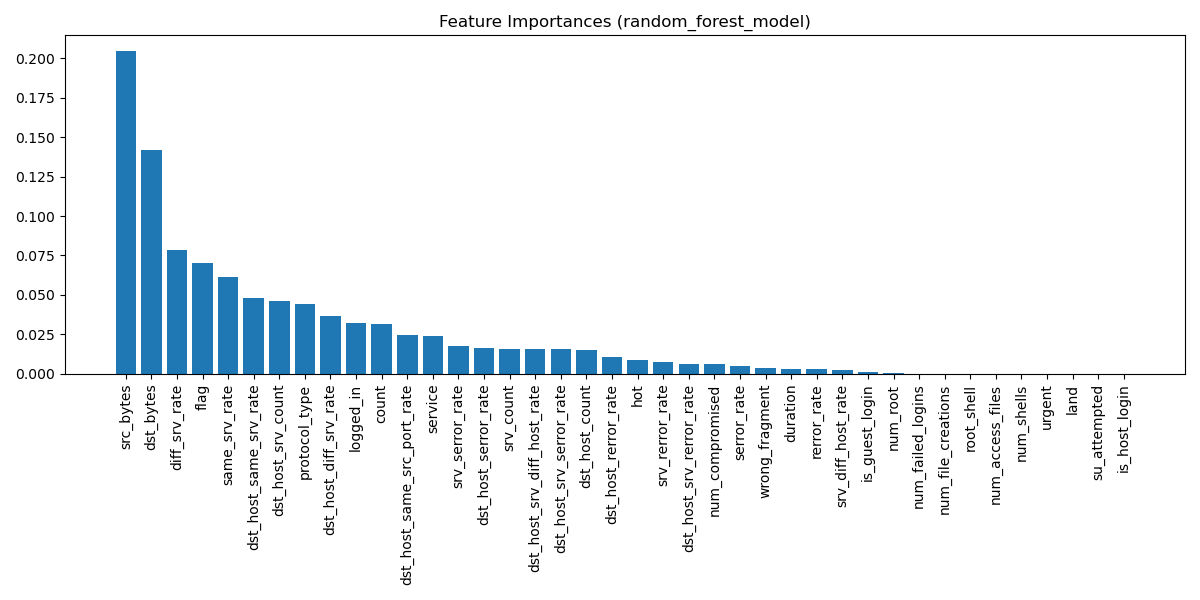 Feature Importances (random_forest_model)
0.200
0.175
0.150
0.125
0.100
0.075
0.050
0.025
0.000
src_bytes
dst_bytes
diff_srv_rate
flag
same_srv_rate
dst_host_same_srv_rate
dst_host_srv_count
protocol_type
dst_host_diff_srv_rate
logged_in
count
dst_host_same_src_port_rate
service
srv_serror_rate
dst_host_serror_rate
srv_count
dst_host_srv_diff_host_rate
dst_host_srv_serror_rate
dst_host_count
dst_host_rerror_rate
hot
srv_rerror_rate
dst_host_srv_rerror_rate
num_compromised
serror_rate
wrong_fragment
duration
rerror_rate
srv_diff_host_rate
is_guest_login
num_root
num_failed_logins
num_file_creations
root_shell
num_access_files
num_shells
urgent
land
su_attempted
is_host_login